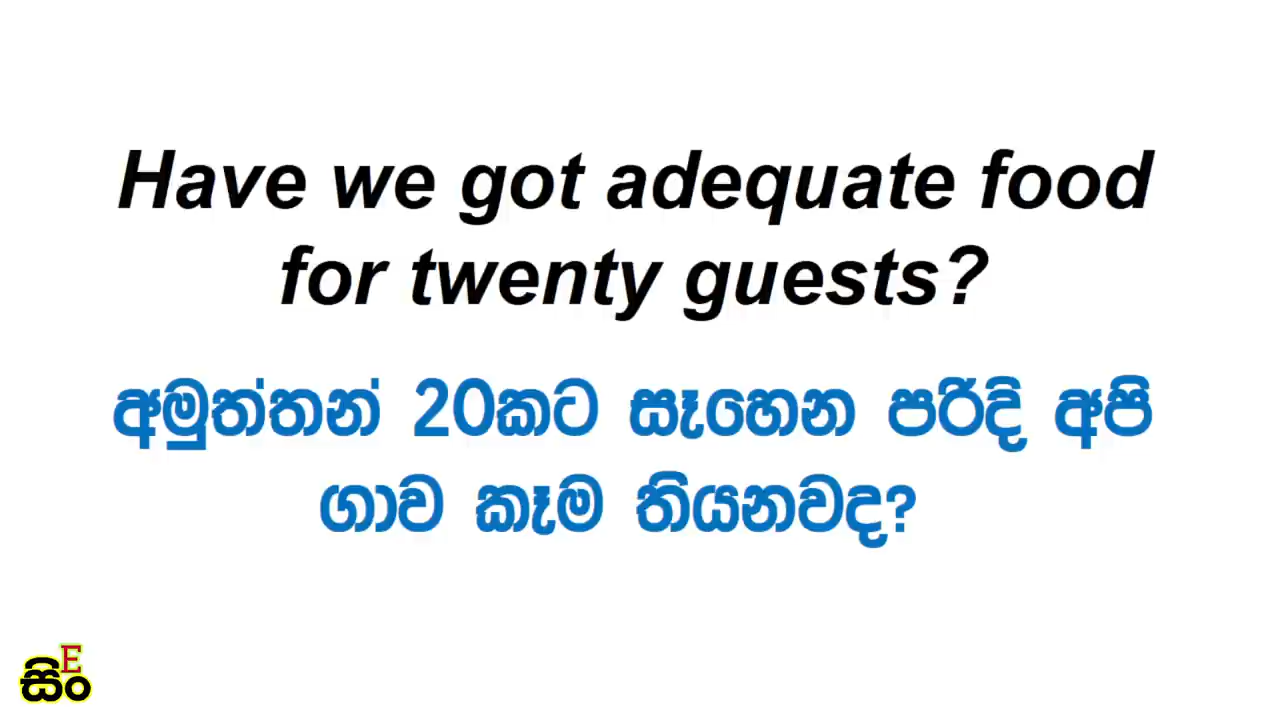 Have we got adequate food
for twenty guests?
අමුත්තන් 20කට සෑහෙන පරිදි අපි
ගාව කෑම තියනවද?
E
සිං